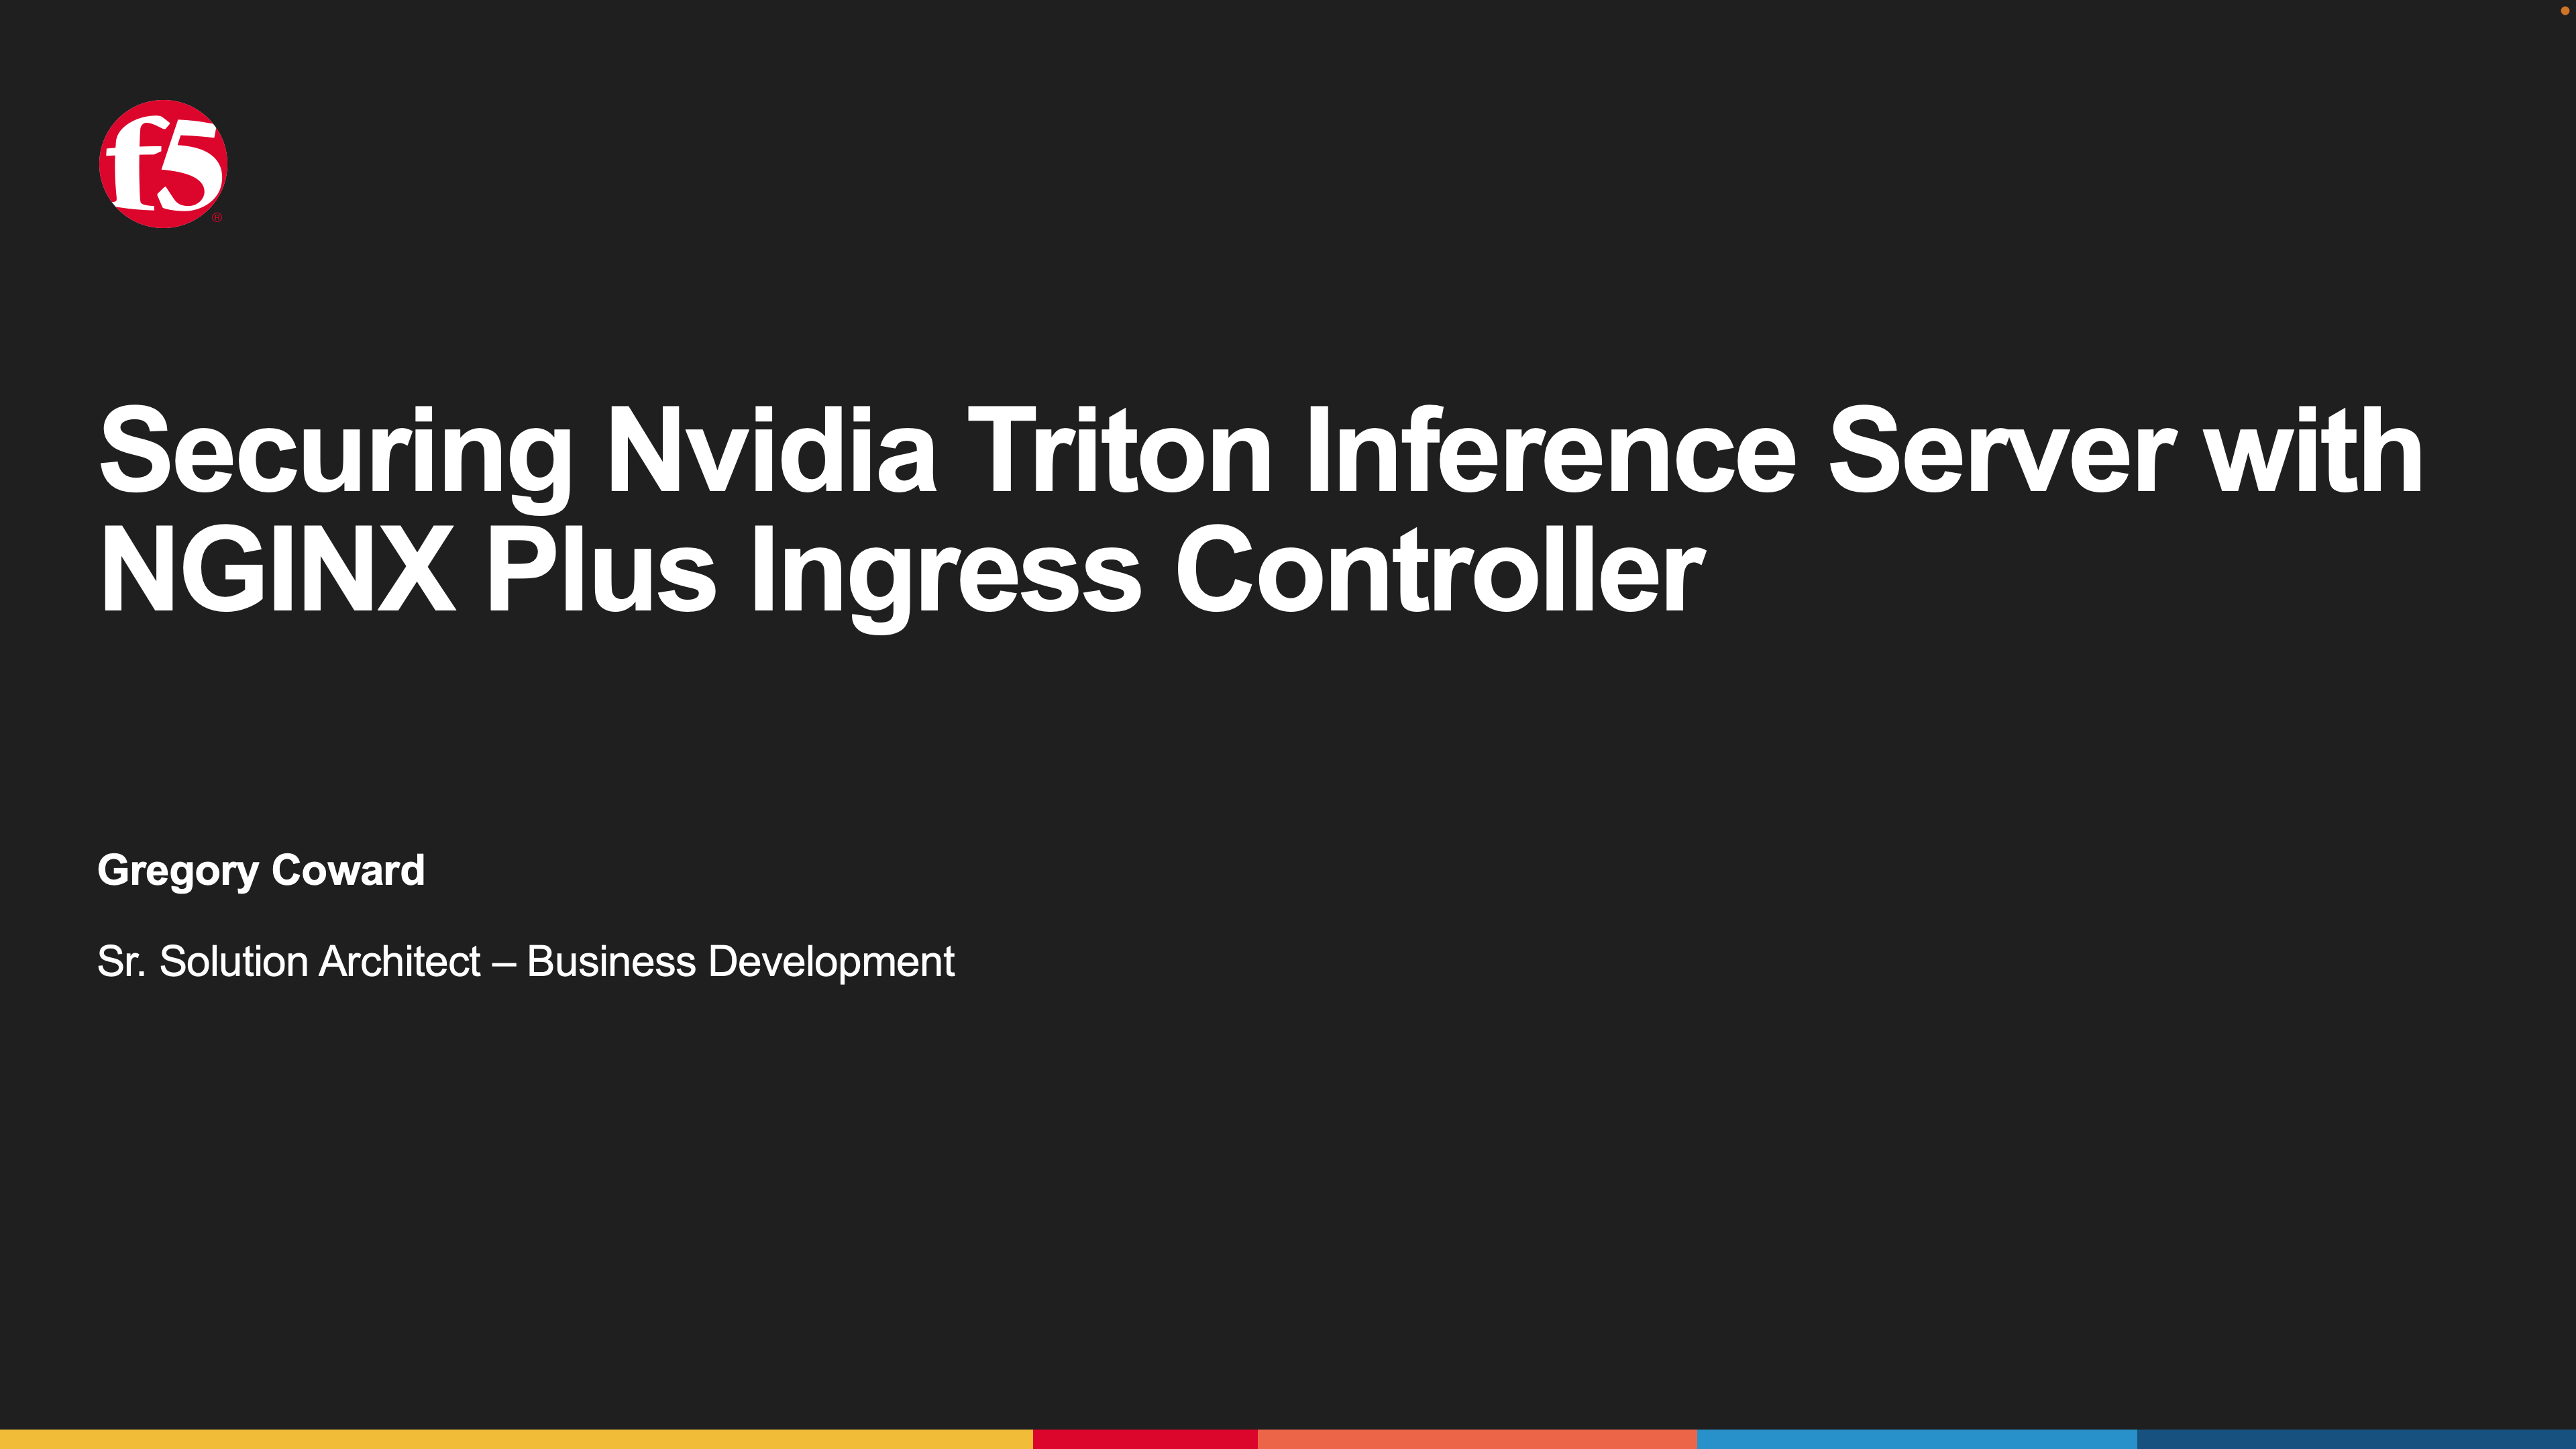 f5
®
Securing Nvidia Triton Inference Server with
NGINX Plus Ingress Controller
Gregory Coward
Sr. Solution Architect – Business Development